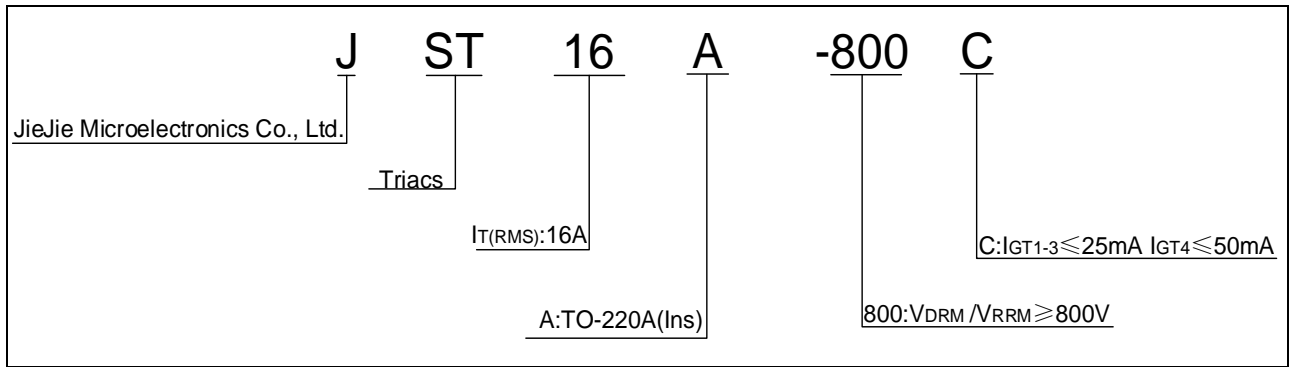 J ST 16 A -800 C
JieJie Microelectronics Co., Ltd.
Triacs
IT(RMS):16A
C:IGT1-3≤25mA IGT4≤50mA
A:TO-220A(Ins)
800:VDRM /VRRM≥800V